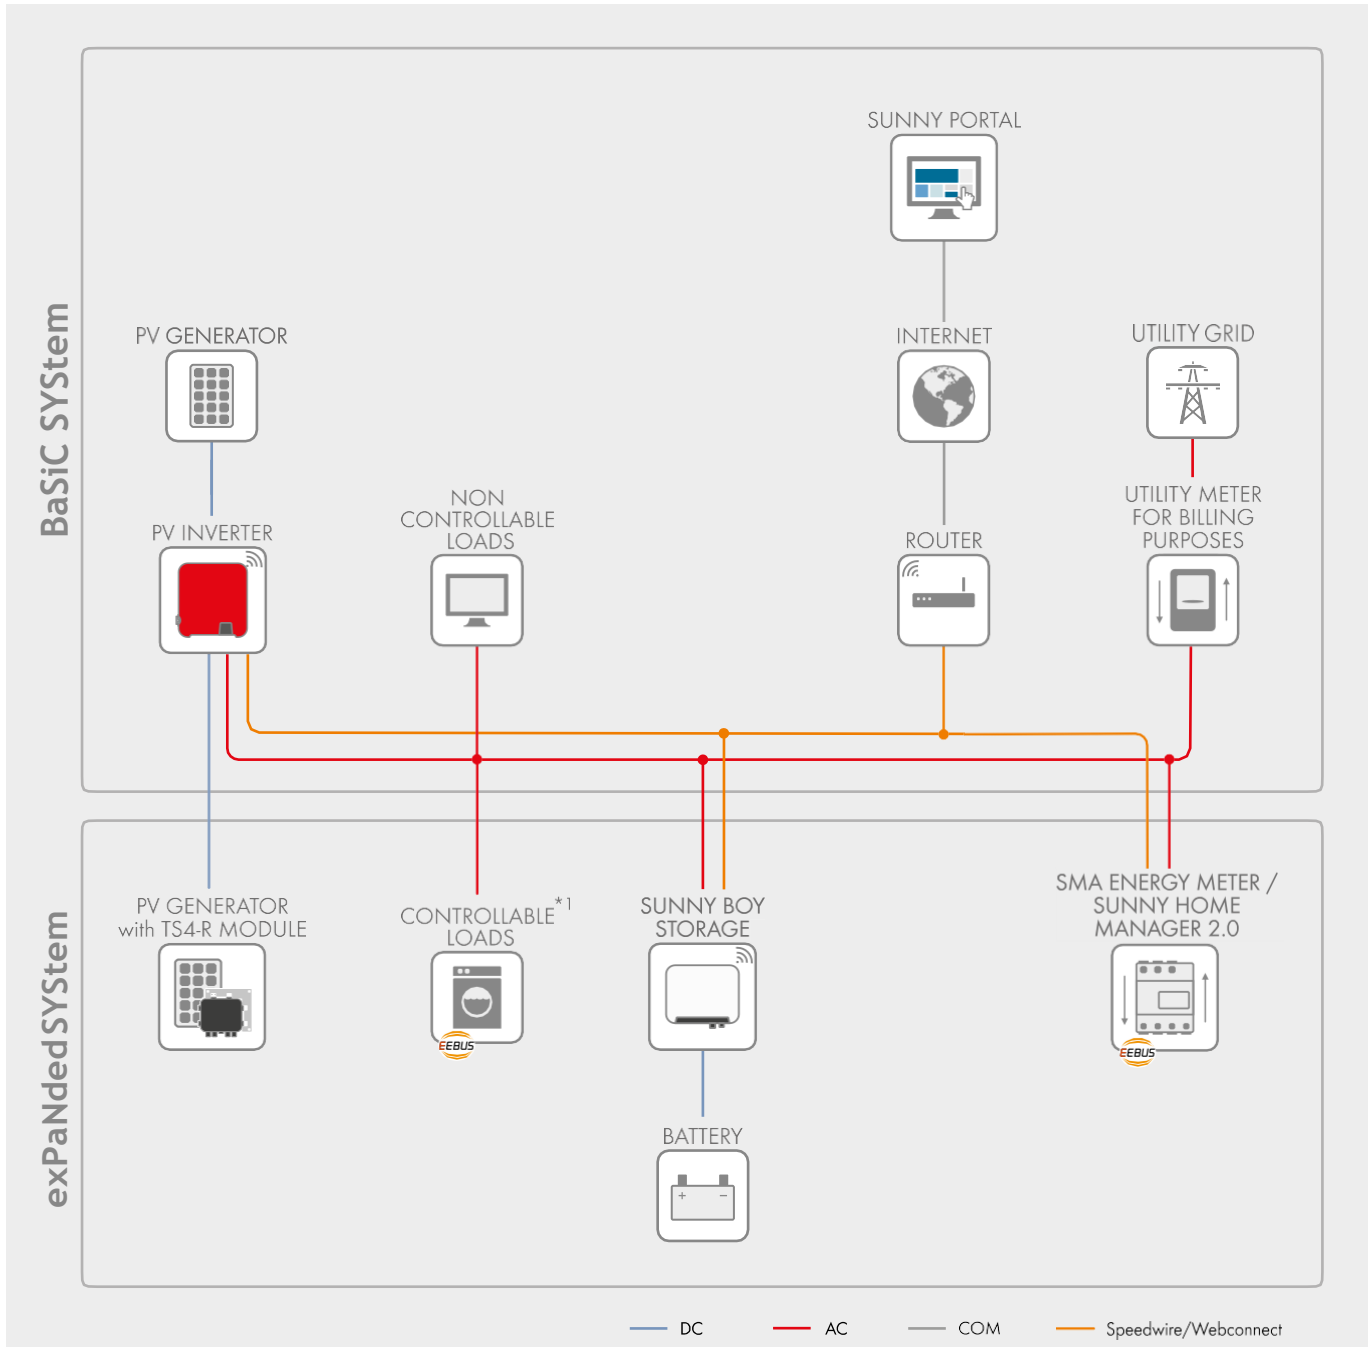 BaSiC SYStem
SUNNY PORTAL
PV GENERATOR
INTERNET
UTILITY GRID
PV INVERTER
NON
CONTROLLABLE
LOADS
ROUTER
UTILITY METER
FOR BILLING
PURPOSES
exPaNded SYStem
PV GENERATOR
with TS4-R MODULE
CONTROLLABLE*1
LOADS
EEBUS
SUNNY BOY
STORAGE
SMA ENERGY METER /
SUNNY HOME
MANAGER 2.0
EEBUS
BATTERY
+ −
DC
AC
COM
Speedwire/Webconnect